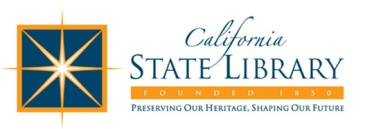 California
STATE LIBRARY
FOUNDED 1850
PRESERVING OUR HERITAGE, SHAPING OUR FUTURE